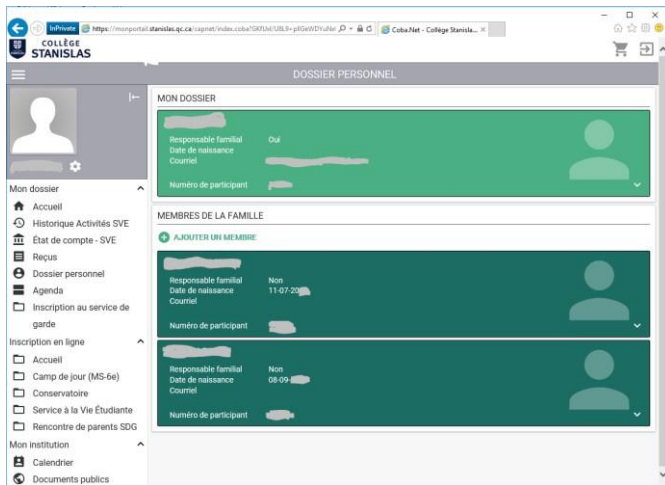 InPrivate https://monportail.stanislas.qc.ca/capnet/index.coba? Coba.Net - Collège Stanisla...
COLLÈGE
STANISLAS
DOSSIER PERSONNEL
MON DOSSIER
Responsable familial Oui
Date de naissance
Courriel
Numéro de participant
Mon dossier
Accueil
Historique Activités SVE
État de compte - SVE
Reçus
Dossier personnel
Agenda
Inscription au service de
garde
Inscription en ligne
Accueil
Camp de jour (MS-6e)
Conservatoire
Service à la Vie Étudiante
Rencontre de parents SDG
Mon institution
Calendrier
Documents publics
MEMBRES DE LA FAMILLE
AJOUTER UN MEMBRE
Responsable familial Non
Date de naissance 11-07-20
Courriel
Numéro de participant
Responsable familial Non
Date de naissance 08-09-
Courriel
Numéro de participant